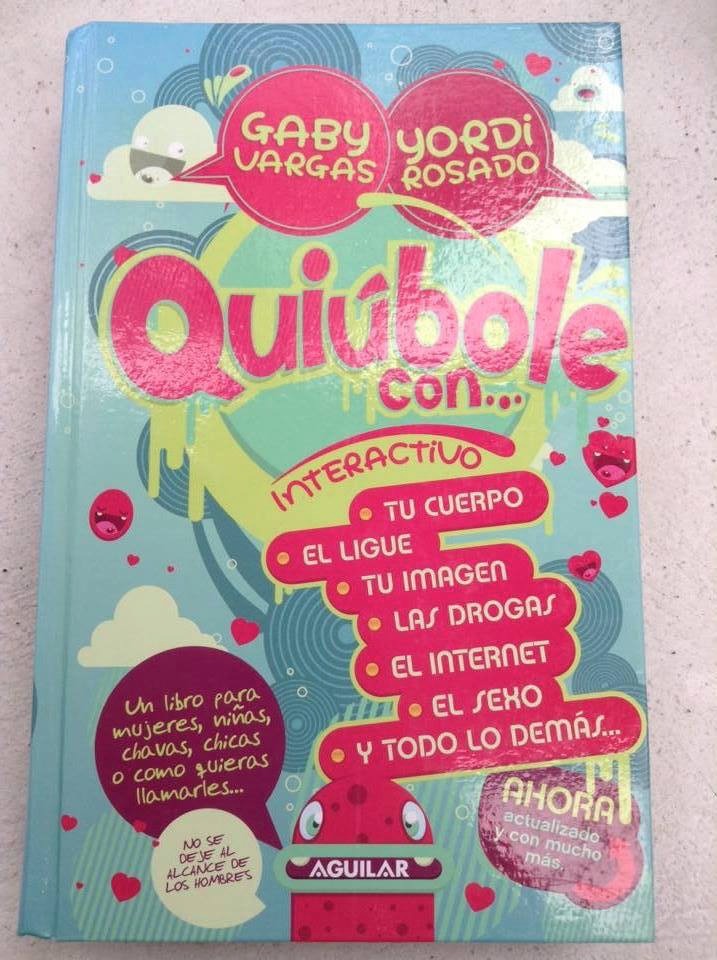 GABY
VARGAS
YORDI
ROSADO
Quiúbole
con...
INTERACTIVO
TU CUERPO
EL LIGUE
TU IMAGEN
LAS DROGAS
EL INTERNET
EL SEXO
Y TODO LO DEMÁS...
Un libro para
mujeres, niñas,
chavas, chicas
o como quieras
llamarles...
NO SE
DEJE AL
ALCANCE DE
LOS HOMBRES
AGUILAR
AHORA
actualizado
y con mucho
más.